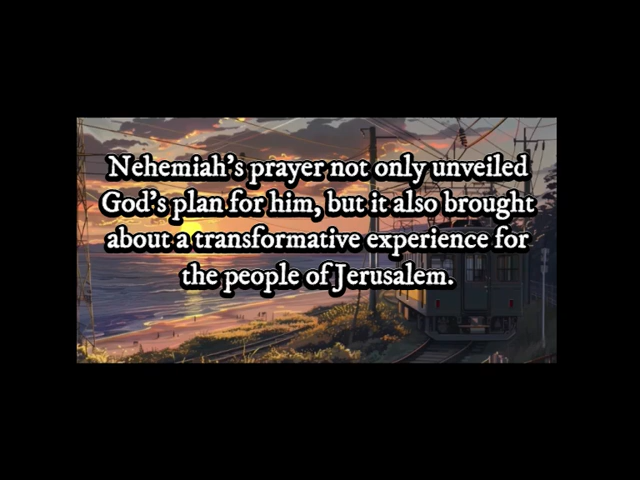 Nehemiah’s prayer not only unveiled
God’s plan for him, but it also brought
about a transformative experience for
the people of Jerusalem.